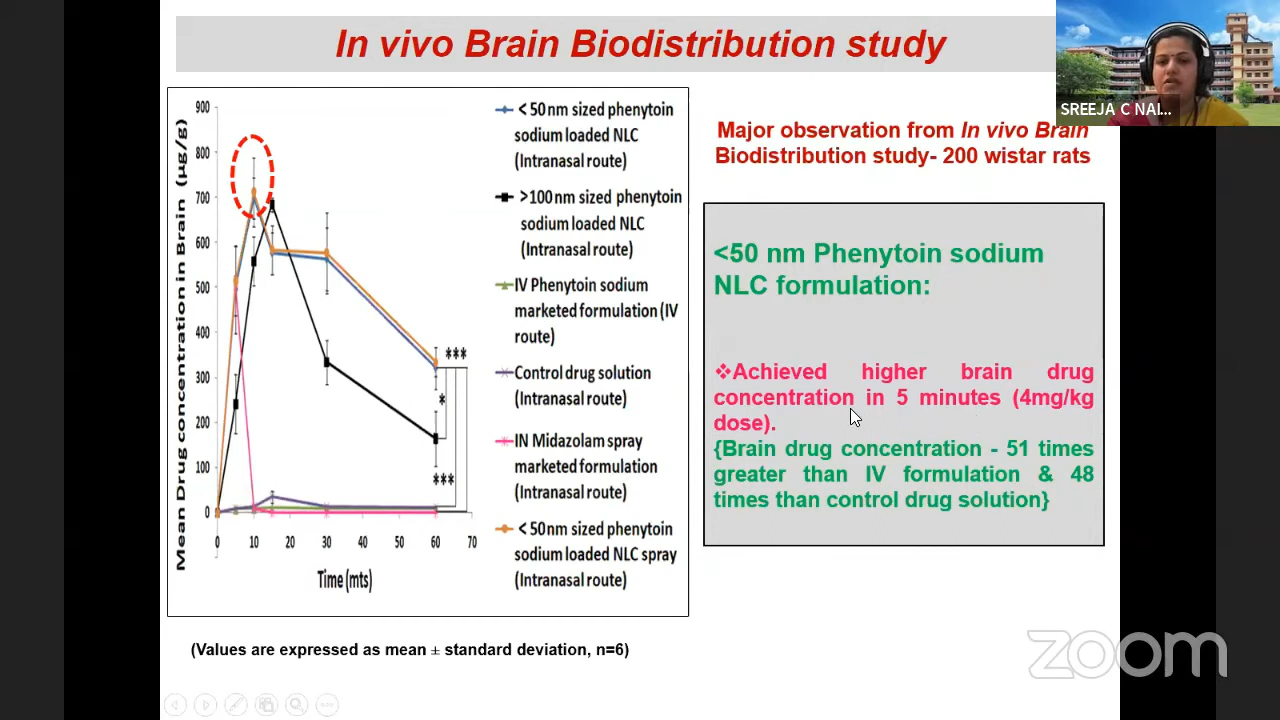 In vivo Brain Biodistribution study
SREEJA C NAI...
Mean Drug concentration in Brain (µg/g)
900
800
700
600
500
400
300
200
100
0
0 10 20 30 40 50 60 70
Time (mts)
***
*
***
< 50 nm sized phenytoin
sodium loaded NLC
(Intranasal route)
>100 nm sized phenytoin
sodium loaded NLC
(Intranasal route)
IV Phenytoin sodium
marketed formulation (IV
route)
Control drug solution
(Intranasal route)
IN Midazolam spray
marketed formulation
(Intranasal route)
< 50nm sized phenytoin
sodium loaded NLC spray
(Intranasal route)
(Values are expressed as mean ± standard deviation, n=6)
Major observation from In vivo Brain
Biodistribution study- 200 wistar rats
<50 nm Phenytoin sodium
NLC formulation:
❖Achieved higher brain drug
concentration in 5 minutes (4mg/kg
dose).
{Brain drug concentration - 51 times
greater than IV formulation & 48
times than control drug solution}
zoom